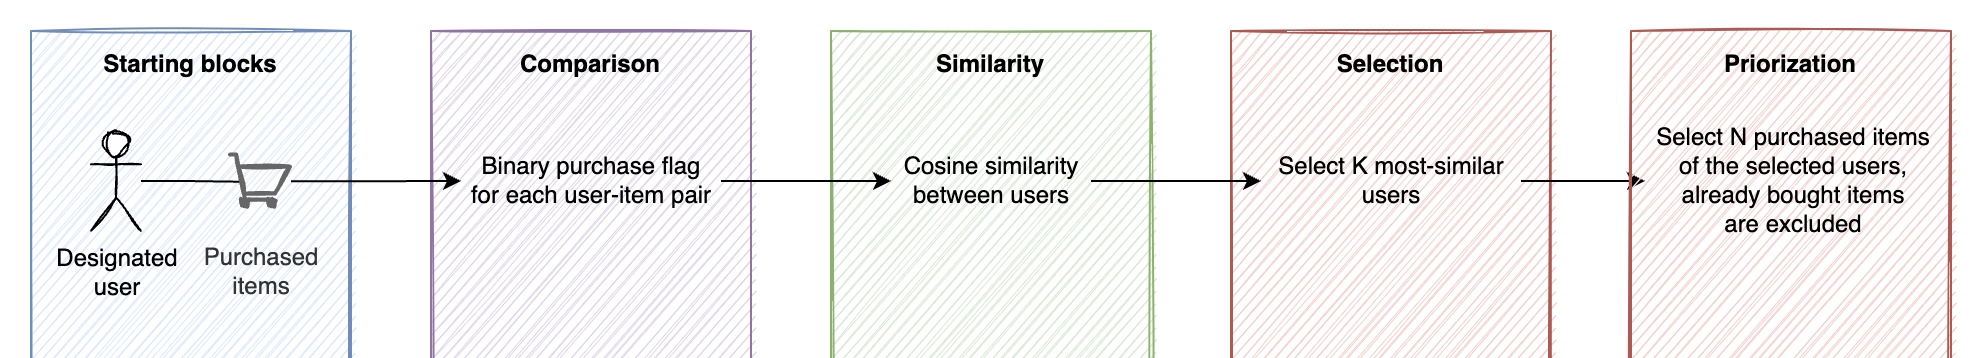 Starting blocks
Designated
user
Purchased
items
Comparison
Binary purchase flag
for each user-item pair
Similarity
Cosine similarity
between users
Selection
Select K most-similar
users
Priorization
Select N purchased items
of the selected users,
already bought items
are excluded